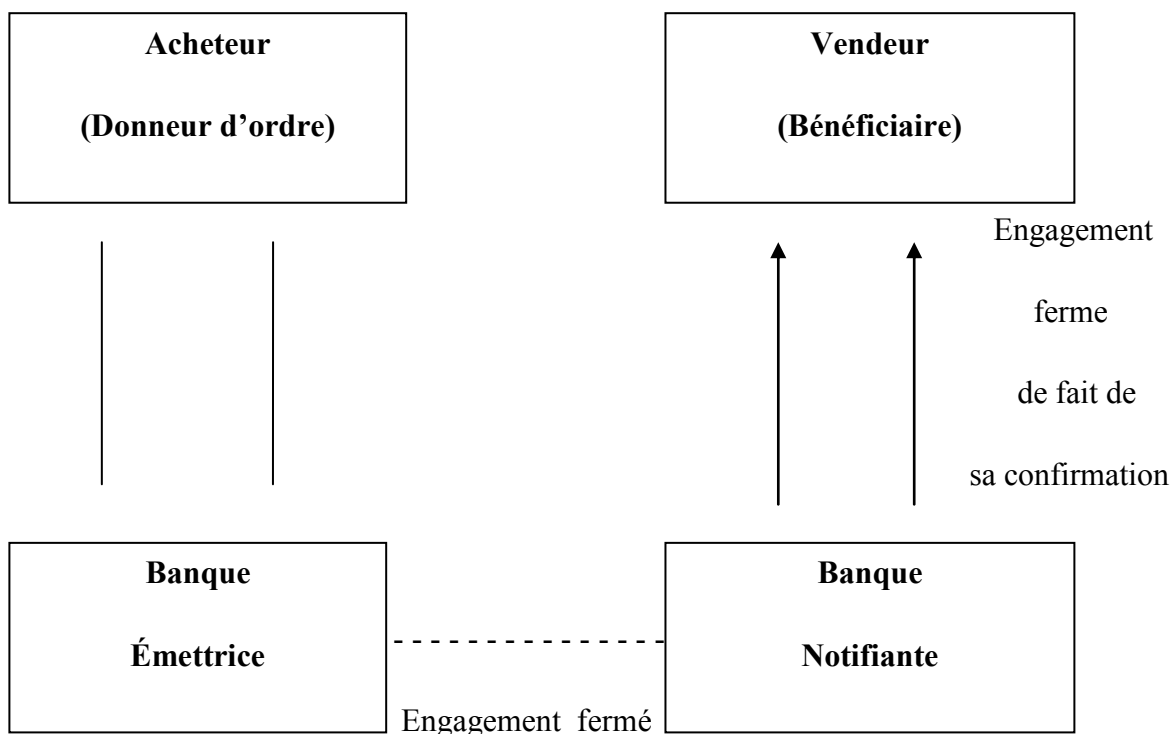 Acheteur
(Donneur d'ordre)
Vendeur
(Bénéficiaire)
Engagement
ferme
de fait de
sa confirmation
Banque
Émettrice
Banque
Notifiante
Engagement fermé